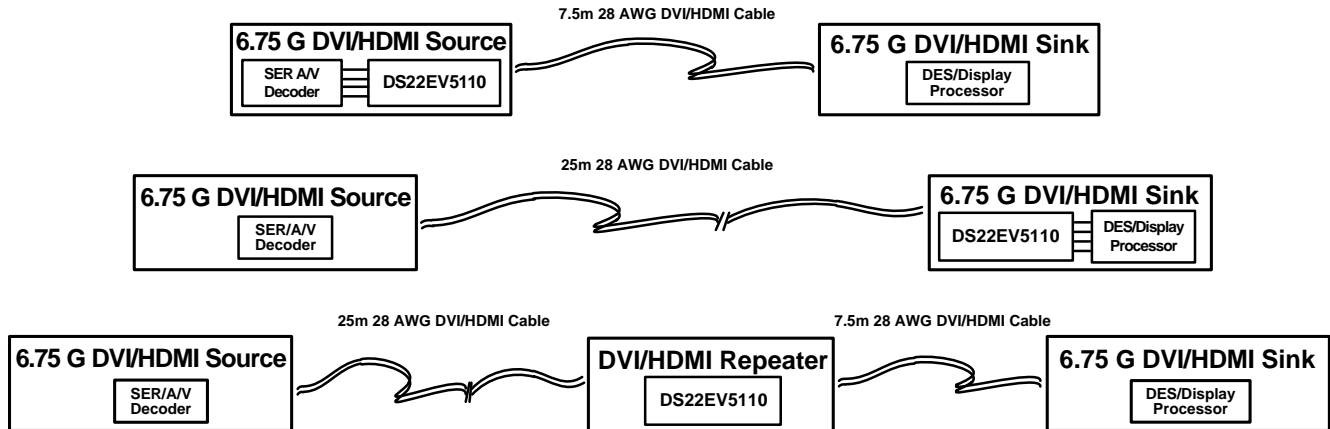 7.5m 28 AWG DVI/HDMI Cable
6.75 G DVI/HDMI Source
SER A/V
Decoder
DS22EV5110
6.75 G DVI/HDMI Sink
DES/Display
Processor
25m 28 AWG DVI/HDMI Cable
6.75 G DVI/HDMI Source
SER/A/V
Decoder
6.75 G DVI/HDMI Sink
DS22EV5110
DES/Display
Processor
25m 28 AWG DVI/HDMI Cable
7.5m 28 AWG DVI/HDMI Cable
6.75 G DVI/HDMI Source
SER/A/V
Decoder
DVI/HDMI Repeater
DS22EV5110
6.75 G DVI/HDMI Sink
DES/Display
Processor